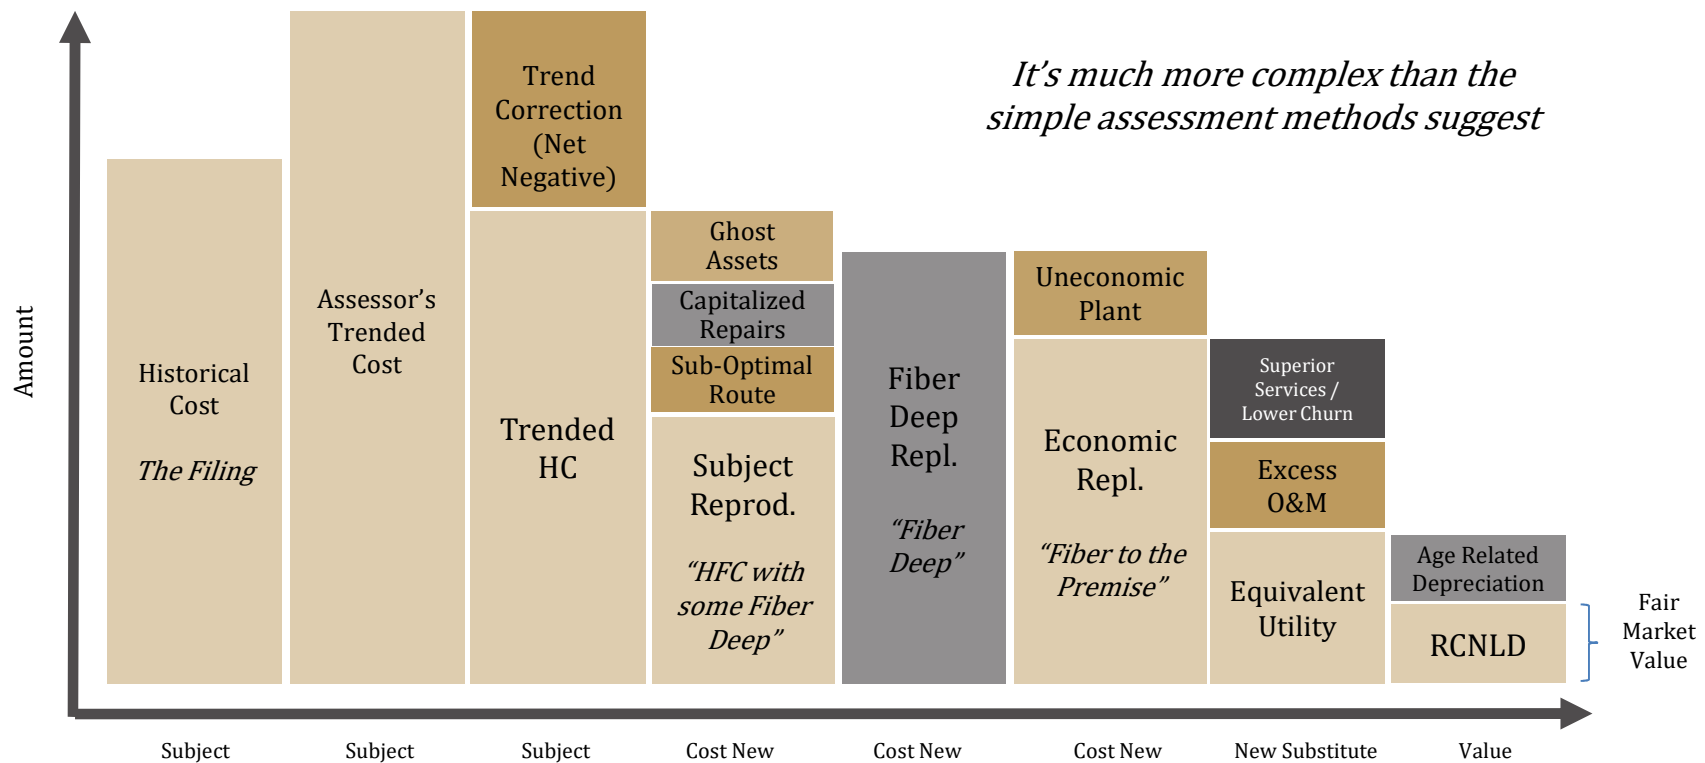 It's much more complex than the
simple assessment methods suggest
Amount
Historical
Cost
The Filing
Assessor's
Trended
Cost
Trend
Correction
(Net
Negative)
Trended
HC
Ghost
Assets
Capitalized
Repairs
Sub-Optimal
Route
Subject
Reprod.
“HFC with
some Fiber
Deep”
Fiber
Deep
Repl.
“Fiber
Deep”
Uneconomic
Plant
Economic
Repl.
“Fiber to the
Premise”
Superior
Services /
Lower Churn
Excess
O&M
Equivalent
Utility
Age Related
Depreciation
RCNLD
Fair
Market
Value
Subject
Subject
Subject
Cost New
Cost New
Cost New
New Substitute
Value